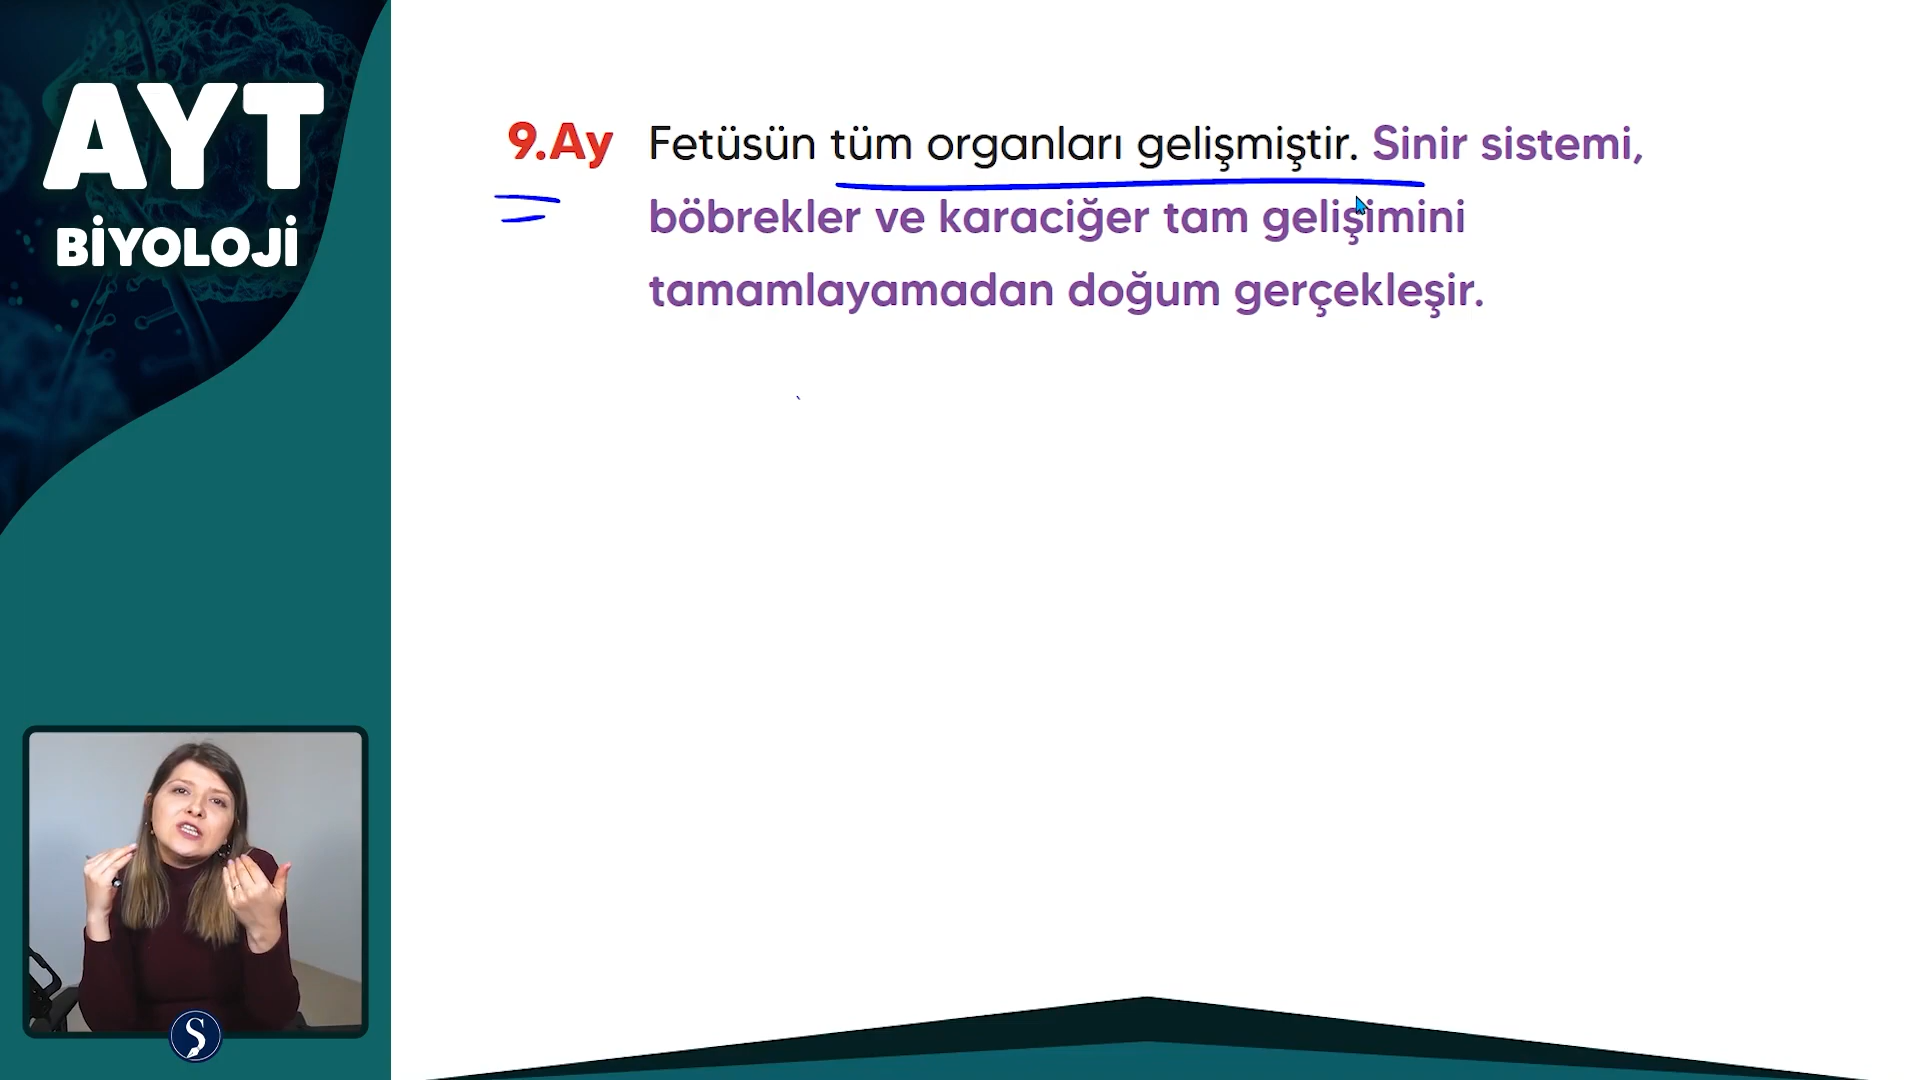 AYT
BİYOLOJİ
9.Ay Fetüsün tüm organları gelişmiştir. Sinir sistemi,
böbrekler ve karaciğer tam gelişimini
tamamlayamadan doğum gerçekleşir.
S